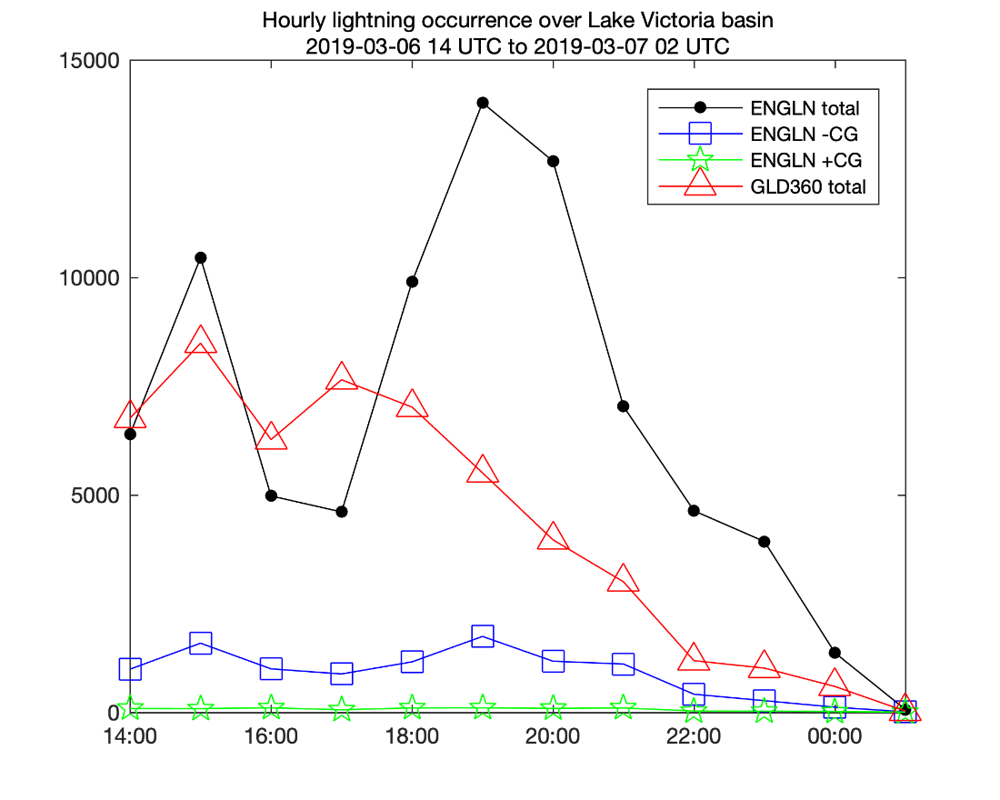 Hourly lightning occurrence over Lake Victoria basin
2019-03-06 14 UTC to 2019-03-07 02 UTC
15000
10000
5000
0
ENGLN total
ENGLN -CG
ENGLN +CG
GLD360 total
14:00
16:00
18:00
20:00
22:00
00:00